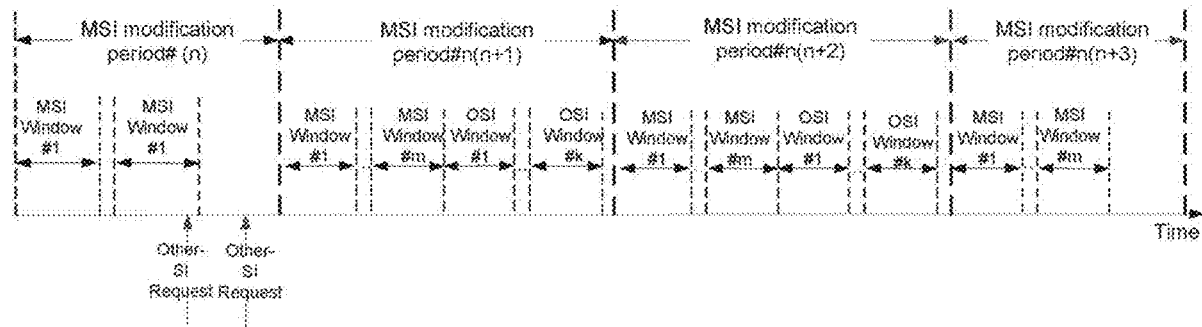 MSI modification
period# (n)
MSI modification
period#n(n+1)
MSI modification
period#n(n+2)
MSI modification
period#n(n+3)
MSI
Window
#1
MSI
Window
#1
MSI
Window
#1
MSI
Window
#m
OSI
Window
#1
OSI
Window
#k
MSI
Window
#1
MSI
Window
#m
OSI
Window
#1
OSI
Window
#k
MSI
Window
#1
MSI
Window
#m
Time
Other-
SI
Request
Other-
SI
Request